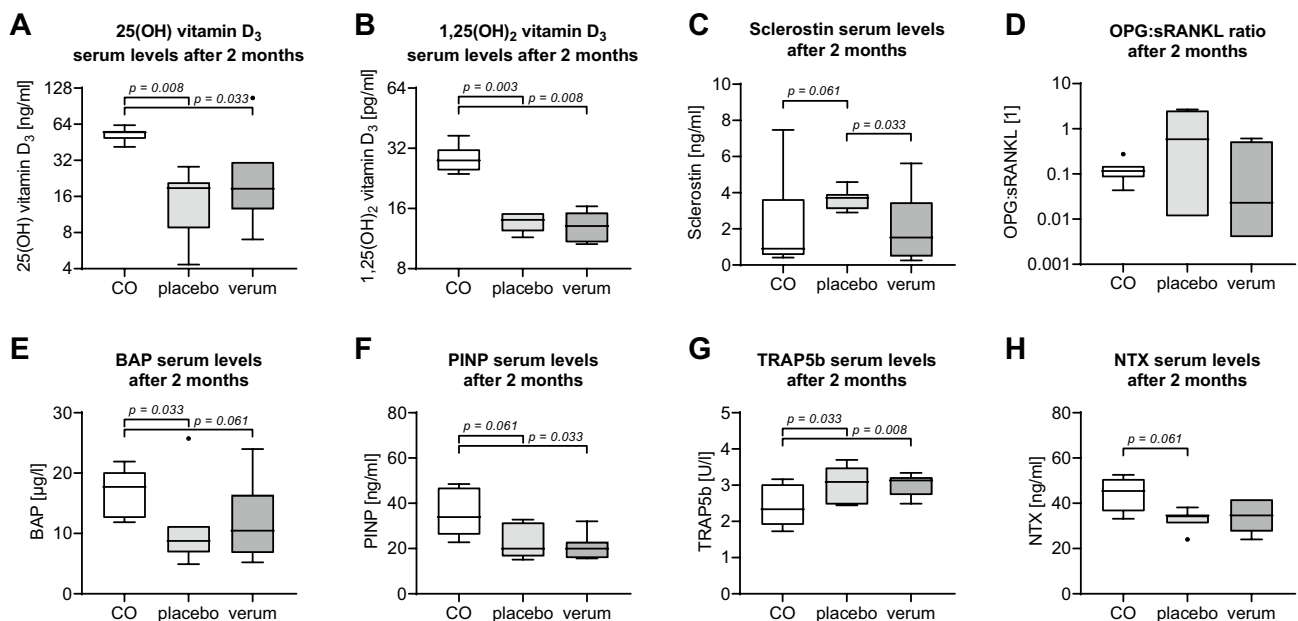 A
25(OH) vitamin D₃
serum levels after 2 months
25(OH) vitamin D₃ [ng/ml]
128
64
32
16
8
4
p = 0.008
p = 0.033
CO placebo verum
B
1,25(OH)₂ vitamin D₃
serum levels after 2 months
1,25(OH)₂ vitamin D₃ [pg/ml]
64
32
16
8
p = 0.003
p = 0.008
CO placebo verum
C
Sclerostin serum levels
after 2 months
Sclerostin [ng/ml]
10
8
6
4
2
0
p = 0.061
p = 0.033
CO placebo verum
D
OPG:sRANKL ratio
after 2 months
OPG:sRANKL [1]
10
1
0.1
0.01
0.001
CO placebo verum
E
BAP serum levels
after 2 months
BAP [µg/l]
30
20
10
0
p = 0.033
p = 0.061
CO placebo verum
F
PINP serum levels
after 2 months
PINP [ng/ml]
80
60
40
20
0
p = 0.061
p = 0.033
CO placebo verum
G
TRAP5b serum levels
after 2 months
TRAP5b [U/l]
5
4
3
2
1
0
p = 0.033
p = 0.008
CO placebo verum
H
NTX serum levels
after 2 months
NTX [ng/ml]
80
60
40
20
0
p = 0.061
CO placebo verum